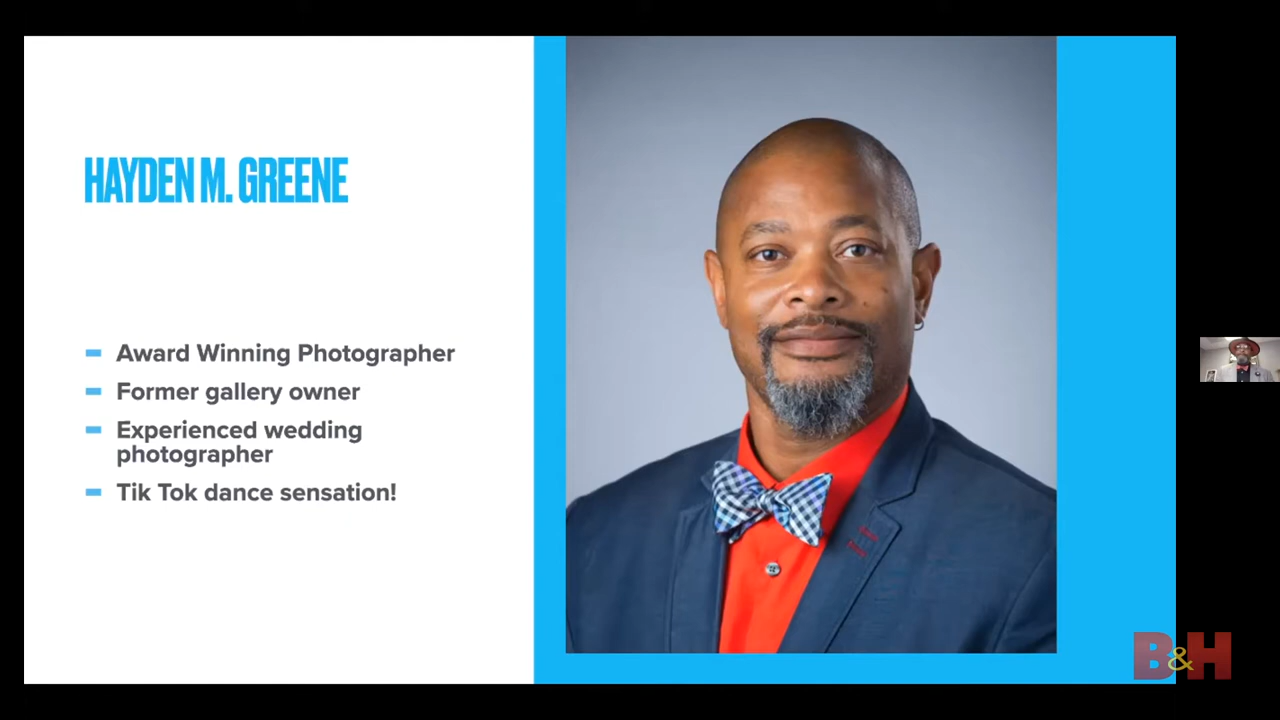 HAYDEN M. GREENE
Award Winning Photographer
Former gallery owner
Experienced wedding
photographer
Tik Tok dance sensation!
B&H